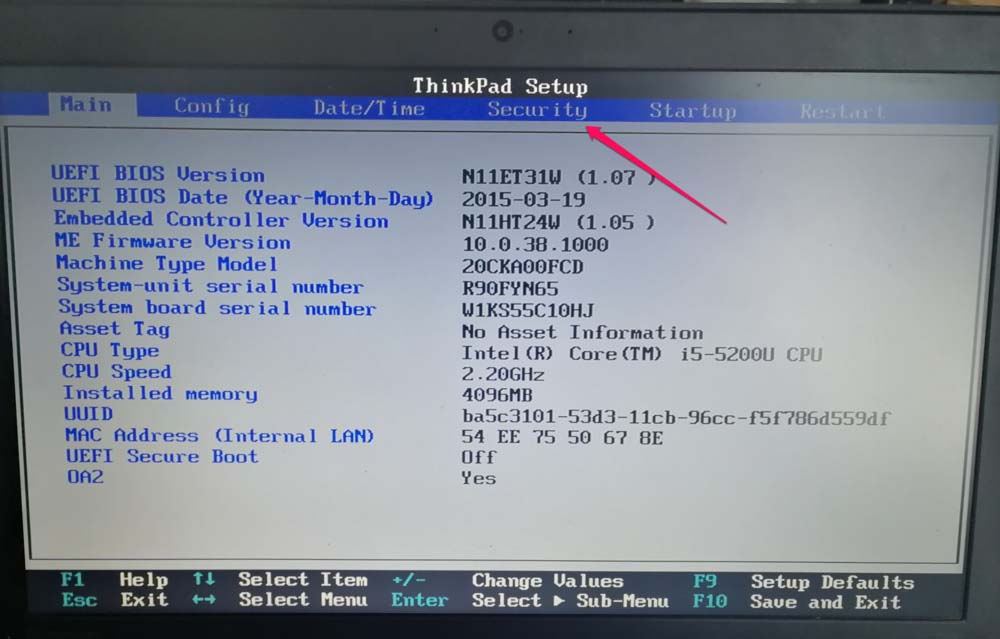 ThinkPad Setup
Main Config Date/Time Security Startup Restart
UEFI BIOS Version N11ET31W (1.07 )
UEFI BIOS Date (Year-Month-Day) 2015-03-19
Embedded Controller Version N11HT24W (1.05 )
ME Firmware Version 10.0.38.1000
Machine Type Model 20CKA00FCD
System-unit serial number R90FYN65
System board serial number W1KS55C10HJ
Asset Tag No Asset Information
CPU Type Intel(R) Core(TM) i5-5200U CPU
CPU Speed 2.20GHz
Installed memory 4096MB
UUID ba5c3101-53d3-11cb-96cc-f5f786d559df
MAC Address (Internal LAN) 54 EE 75 50 67 8E
UEFI Secure Boot Off
OA2 Yes
F1 Help ↑↓ Select Item +/- Change Values F9 Setup Defaults
Esc Exit ←→ Select Menu Enter Select ▶ Sub-Menu F10 Save and Exit